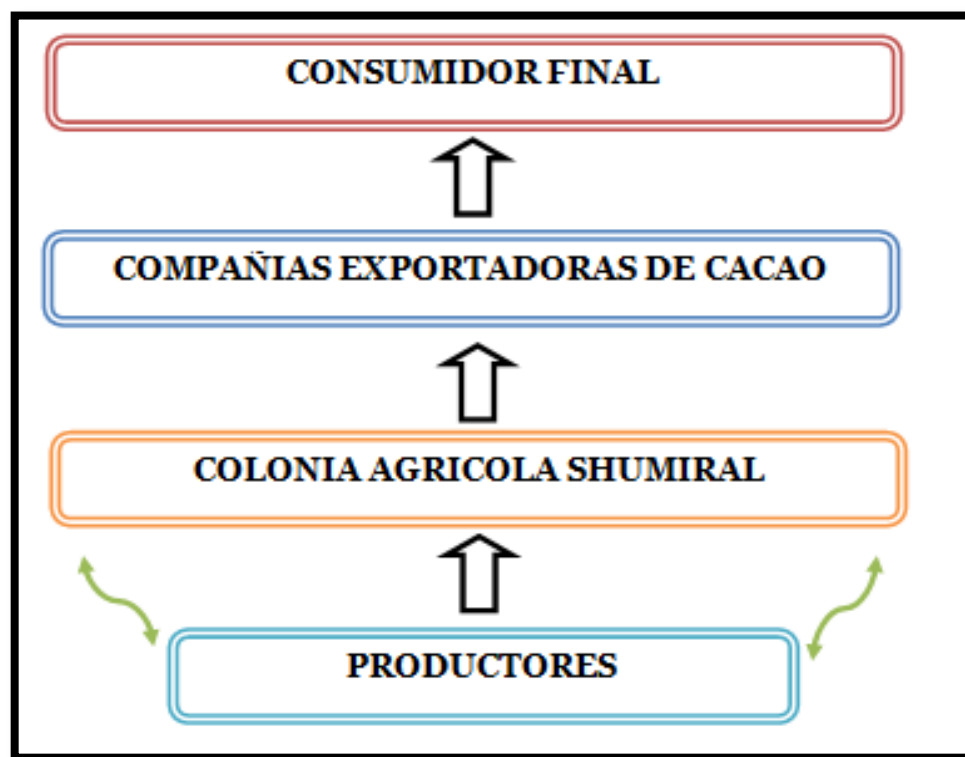 CONSUMIDOR FINAL
COMPAÑIAS EXPORTADORAS DE CACAO
COLONIA AGRICOLA SHUMIRAL
PRODUCTORES